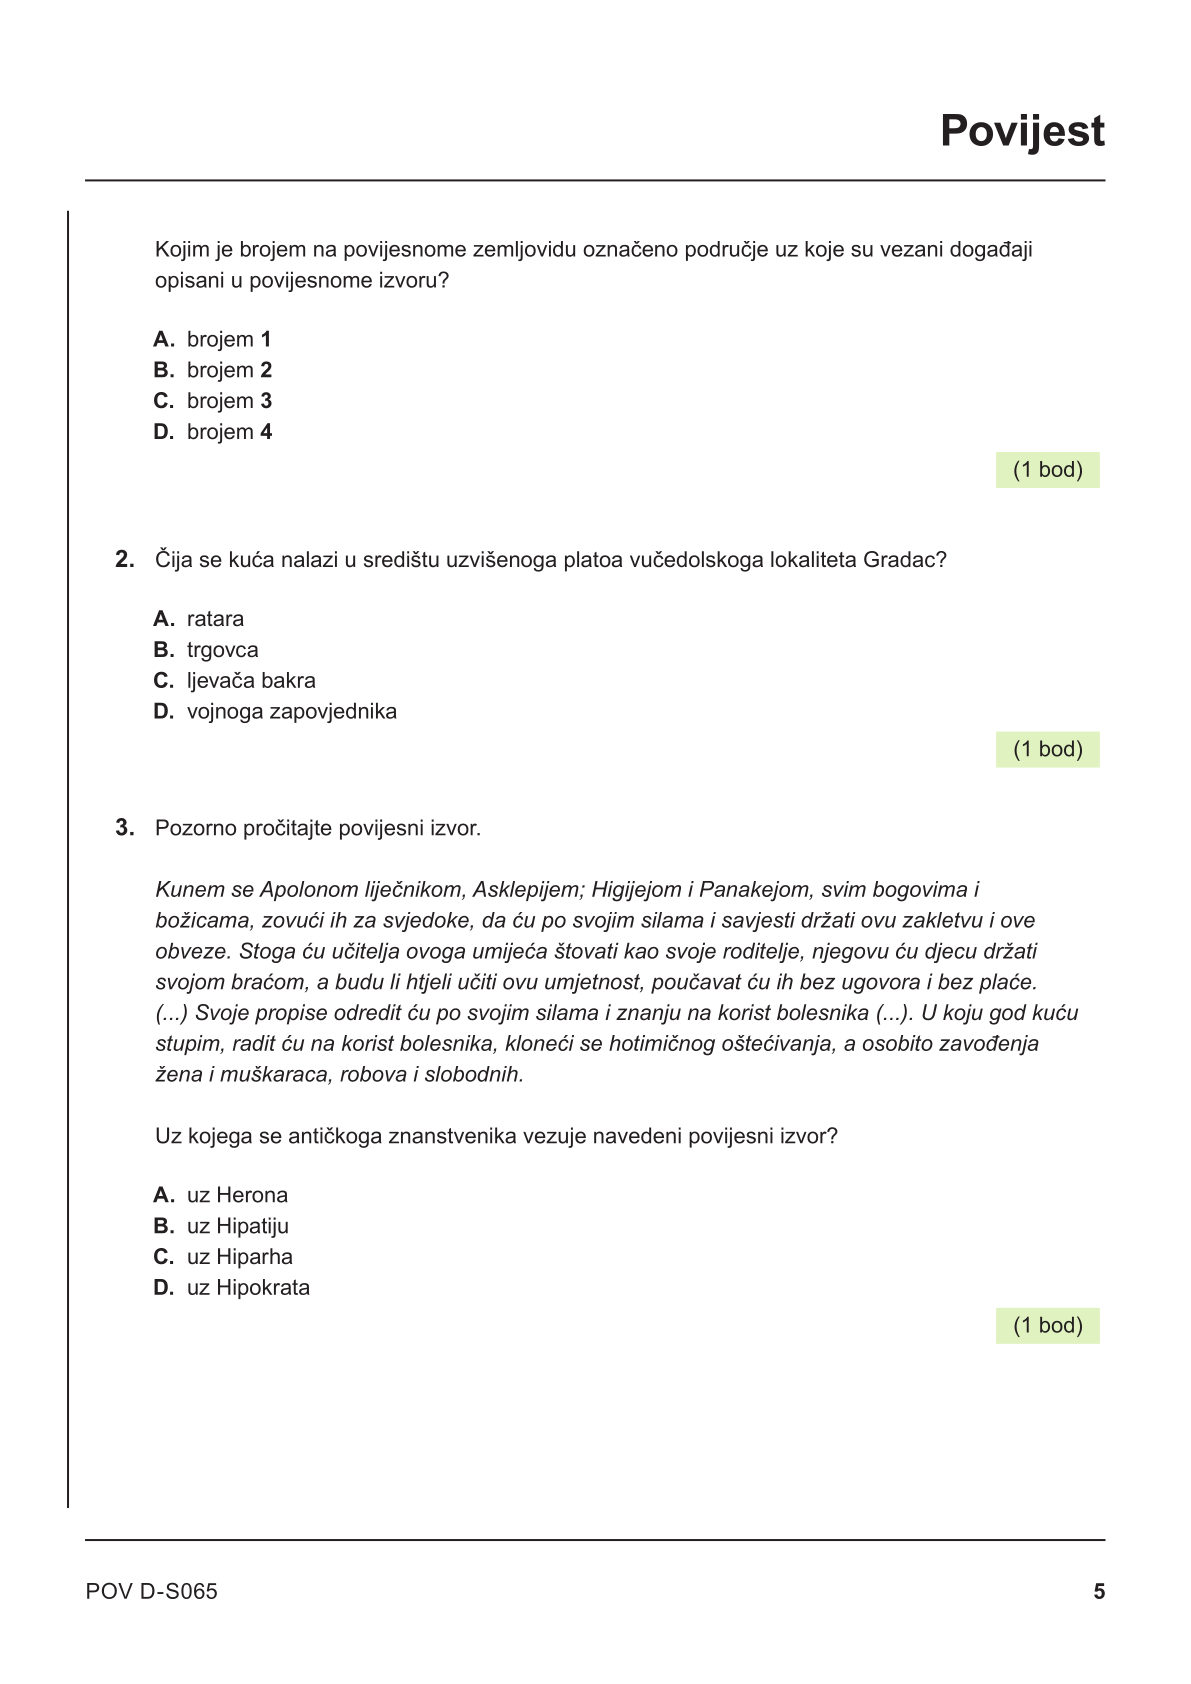 Povijest
Kojim je brojem na povijesnome zemljovidu označeno područje uz koje su vezani događaji
opisani u povijesnome izvoru?
A. brojem 1
B. brojem 2
C. brojem 3
D. brojem 4
(1 bod)
2. Čija se kuća nalazi u središtu uzvišenoga platoa vučedolskoga lokaliteta Gradac?
A. ratara
B. trgovca
C. ljevača bakra
D. vojnoga zapovjednika
(1 bod)
3. Pozorno pročitajte povijesni izvor.
Kunem se Apolonom liječnikom, Asklepijem; Higijejom i Panakejom, svim bogovima i
božicama, zovući ih za svjedoke, da ću po svojim silama i savjesti držati ovu zakletvu i ove
obveze. Stoga ću učitelja ovoga umijeća štovati kao svoje roditelje, njegovu ću djecu držati
svojom braćom, a budu li htjeli učiti ovu umjetnost, poučavat ću ih bez ugovora i bez plaće.
(...) Svoje propise odredit ću po svojim silama i znanju na korist bolesnika (...). U koju god kuću
stupim, radit ću na korist bolesnika, kloneći se hotimičnog oštećivanja, a osobito zavođenja
žena i muškaraca, robova i slobodnih.
Uz kojega se antičkoga znanstvenika vezuje navedeni povijesni izvor?
A. uz Herona
B. uz Hipatiju
C. uz Hiparha
D. uz Hipokrata
(1 bod)
POV D-S065
5